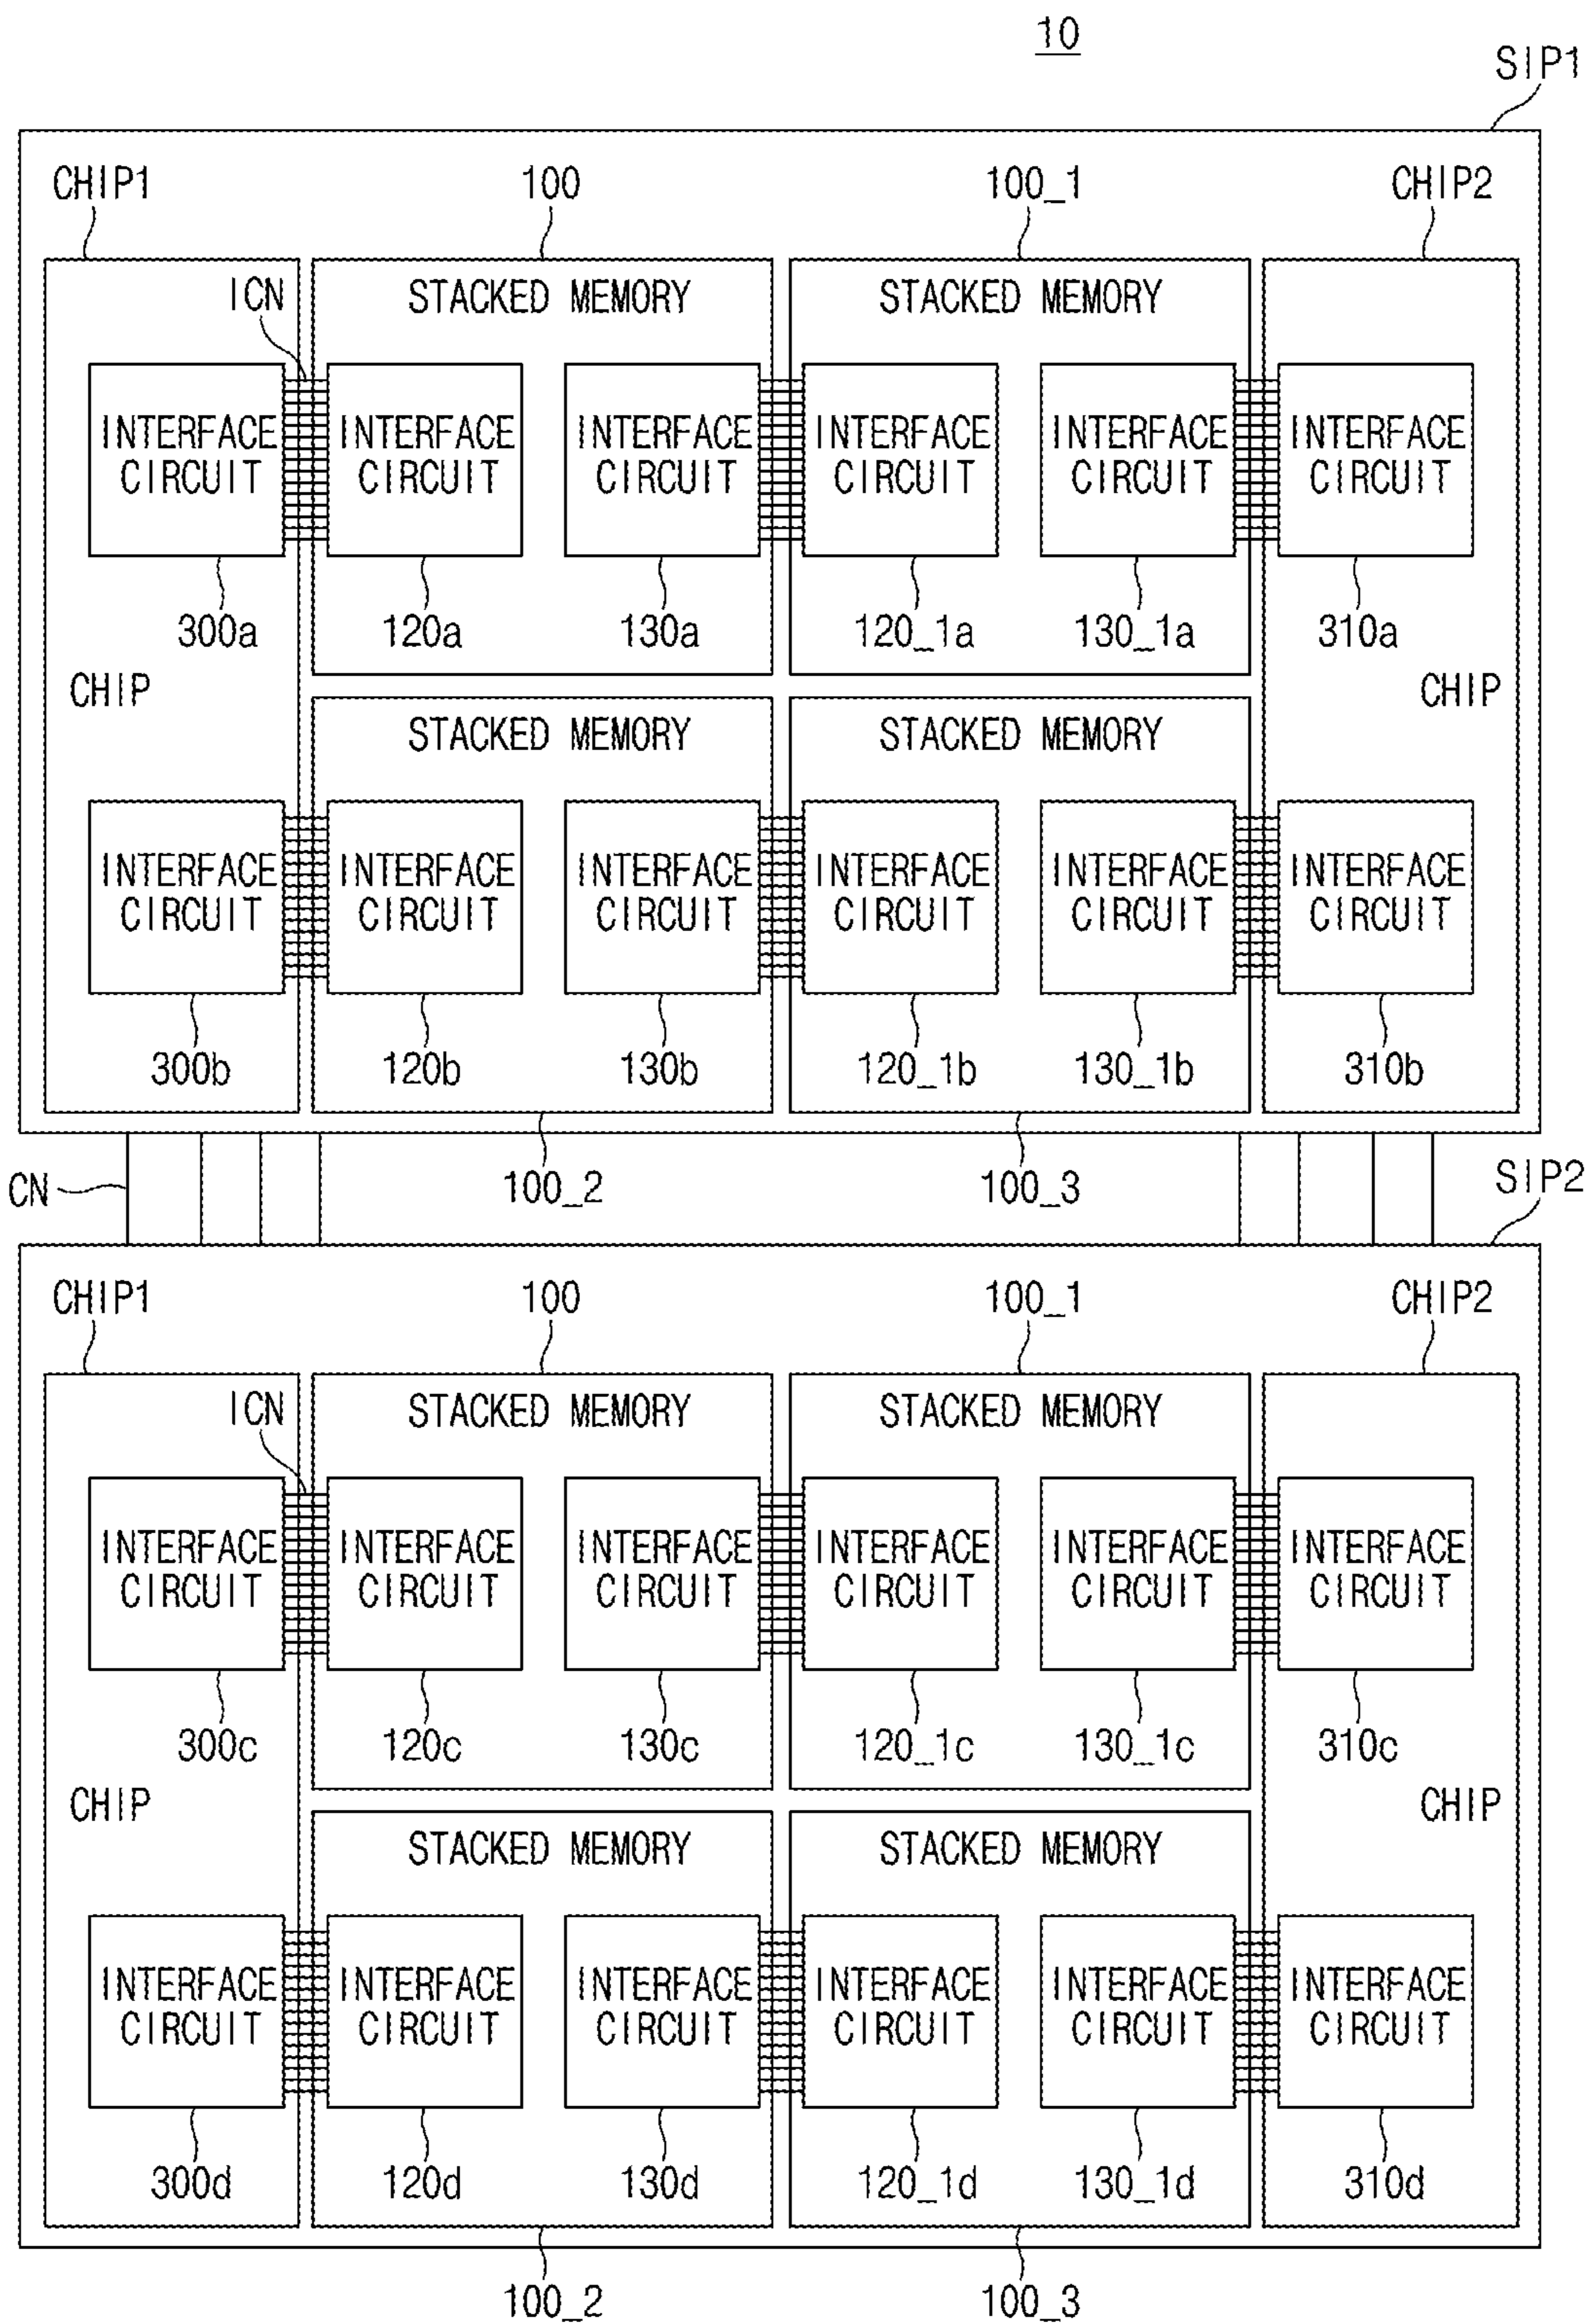 10
SIP1
CHIP1 100 100_1 CHIP2
ICN STACKED MEMORY STACKED MEMORY
INTERFACE INTERFACE INTERFACE INTERFACE INTERFACE INTERFACE
CIRCUIT CIRCUIT CIRCUIT CIRCUIT CIRCUIT CIRCUIT
300a 120a 130a 120_1a 130_1a 310a
CHIP CHIP
STACKED MEMORY STACKED MEMORY
INTERFACE INTERFACE INTERFACE INTERFACE INTERFACE INTERFACE
CIRCUIT CIRCUIT CIRCUIT CIRCUIT CIRCUIT CIRCUIT
300b 120b 130b 120_1b 130_1b 310b
CN 100_2 100_3 SIP2
CHIP1 100 100_1 CHIP2
ICN STACKED MEMORY STACKED MEMORY
INTERFACE INTERFACE INTERFACE INTERFACE INTERFACE INTERFACE
CIRCUIT CIRCUIT CIRCUIT CIRCUIT CIRCUIT CIRCUIT
300c 120c 130c 120_1c 130_1c 310c
CHIP CHIP
STACKED MEMORY STACKED MEMORY
INTERFACE INTERFACE INTERFACE INTERFACE INTERFACE INTERFACE
CIRCUIT CIRCUIT CIRCUIT CIRCUIT CIRCUIT CIRCUIT
300d 120d 130d 120_1d 130_1d 310d
100_2 100_3